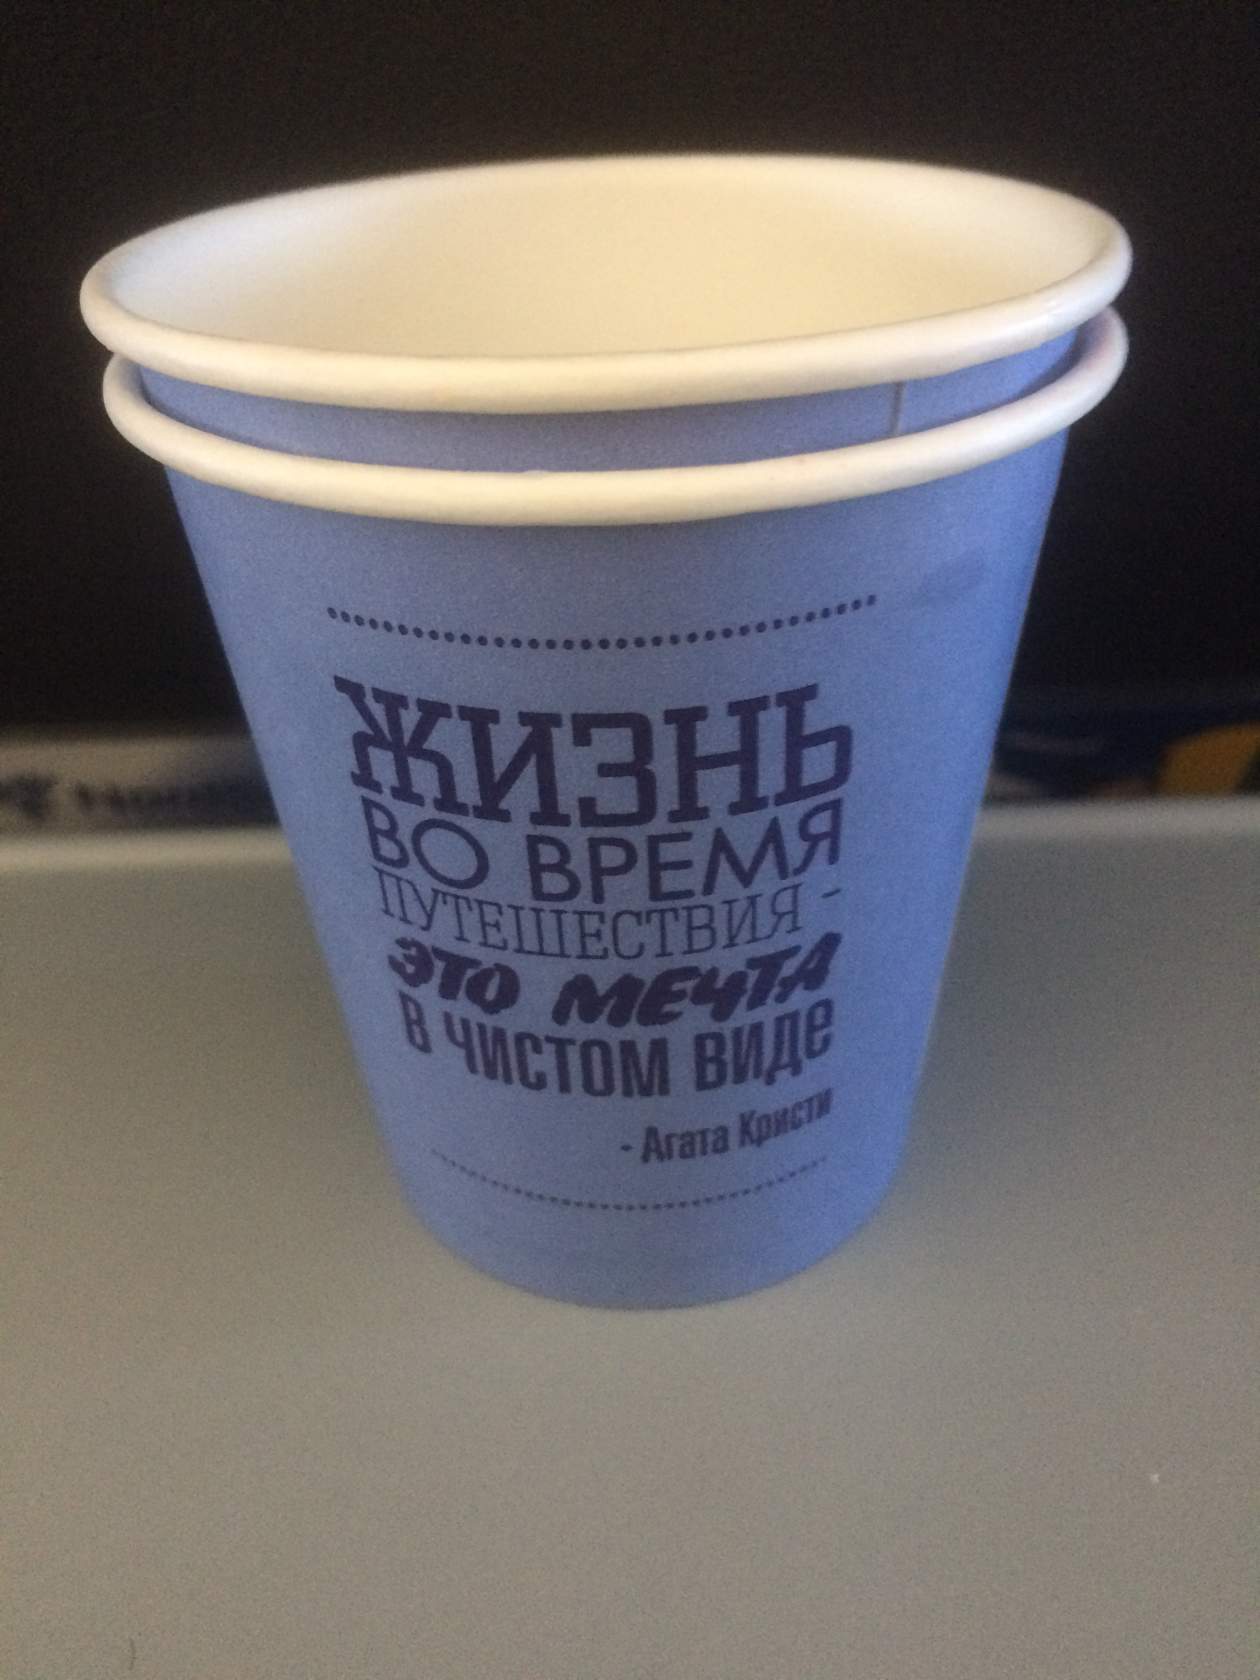 ЖИЗНЬ
ВО ВРЕМЯ
ПУТЕШЕСТВИЯ -
ЭТО МЕЧТА
В ЧИСТОМ ВИДЕ
- Агата Кристи